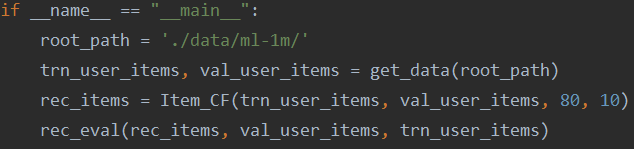 if __name__ == "__main__":
    root_path = './data/ml-1m/'
    trn_user_items, val_user_items = get_data(root_path)
    rec_items = Item_CF(trn_user_items, val_user_items, 80, 10)
    rec_eval(rec_items, val_user_items, trn_user_items)